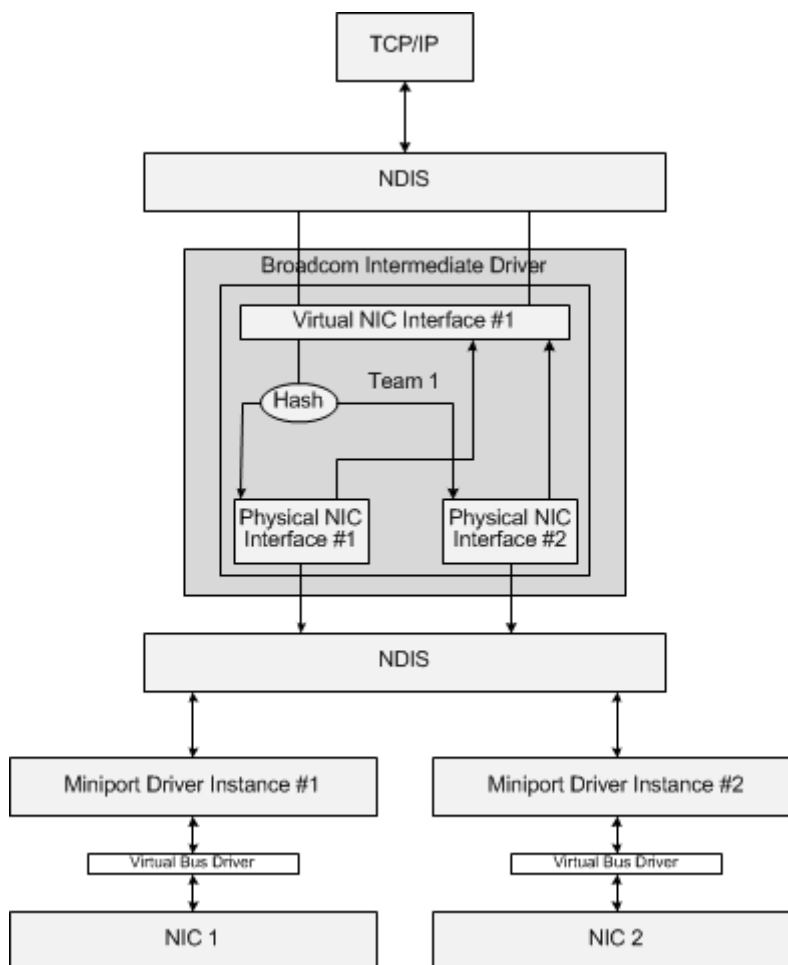 TCP/IP
NDIS
Broadcom Intermediate Driver
Virtual NIC Interface #1
Team 1
Hash
Physical NIC
Interface #1
Physical NIC
Interface #2
NDIS
Miniport Driver Instance #1
Miniport Driver Instance #2
Virtual Bus Driver
Virtual Bus Driver
NIC 1
NIC 2